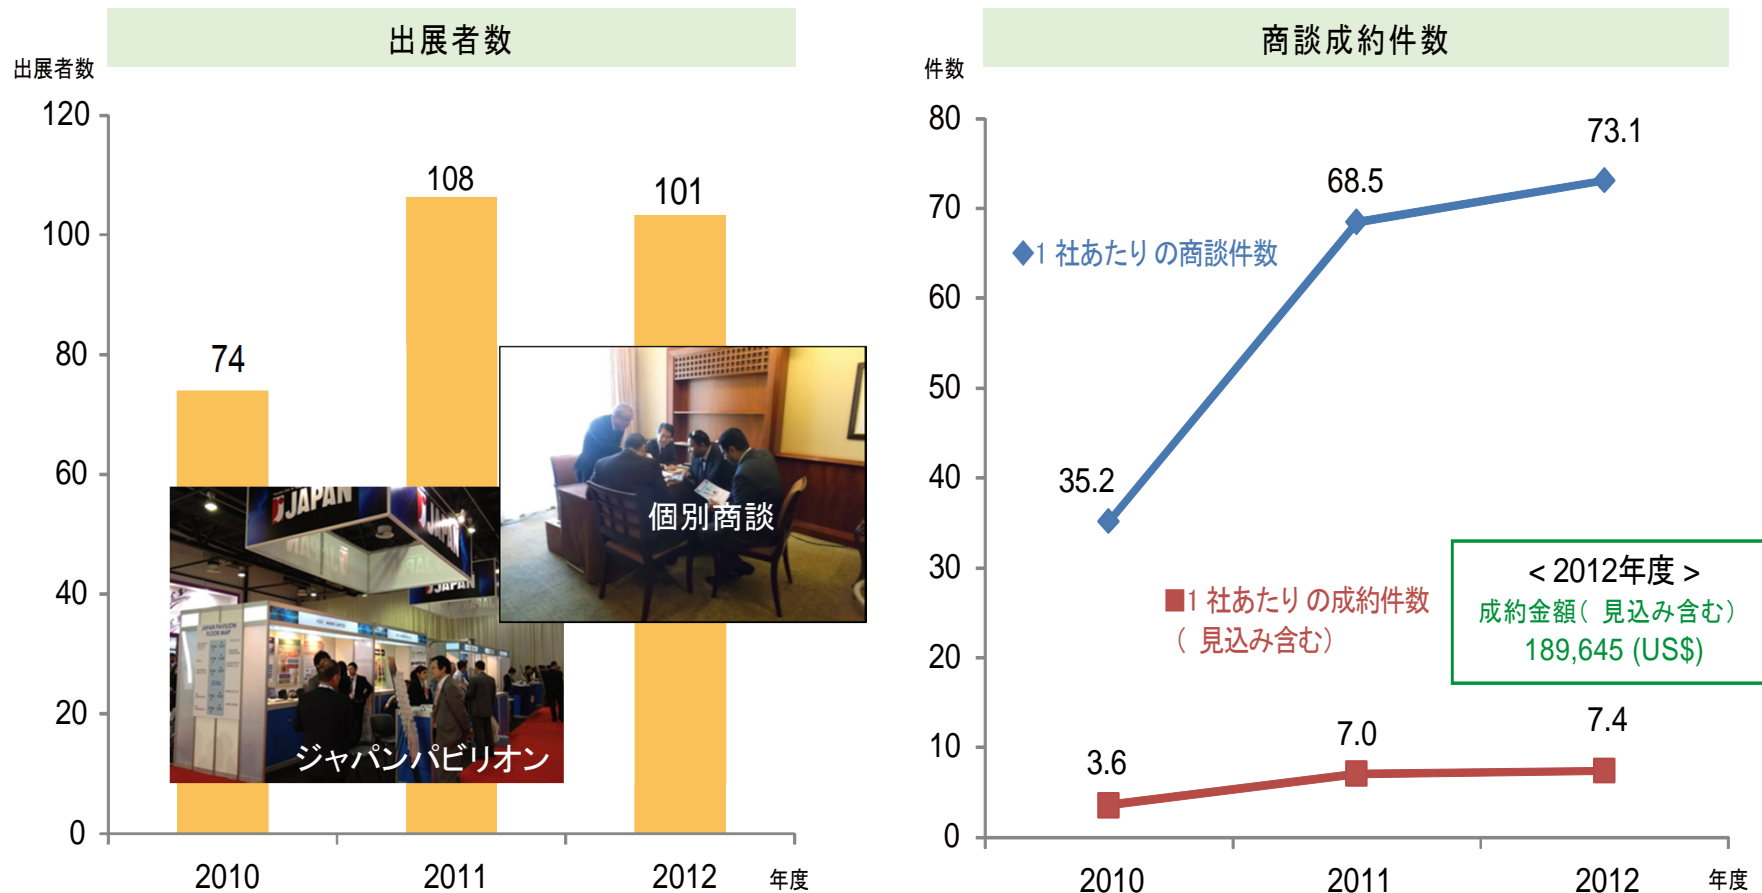 出展者数
出展者数
120
100
80
60
40
20
0
74
108
101
2010
2011
2012
年度
JAPAN
JAPAN
JAPAN
JAPAN PAVILION
FLOOR MAP
ジャパンパビリオン
個別商談
商談成約件数
件数
80
70
60
50
40
30
20
10
0
35.2
68.5
73.1
◆1 社あたり の商談件数
■1 社あたり の成約件数
( 見込み含む)
3.6
7.0
7.4
< 2012年度 >
成約金額( 見込み含む)
189,645 (US$)
2010
2011
2012
年度